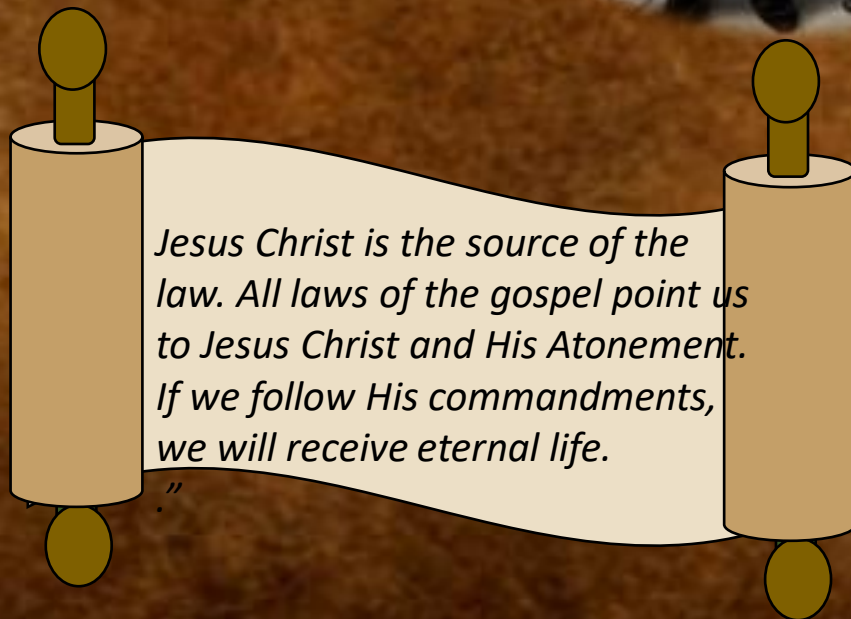 Jesus Christ is the source of the
law. All laws of the gospel point us
to Jesus Christ and His Atonement.
If we follow His commandments,
we will receive eternal life.
.”